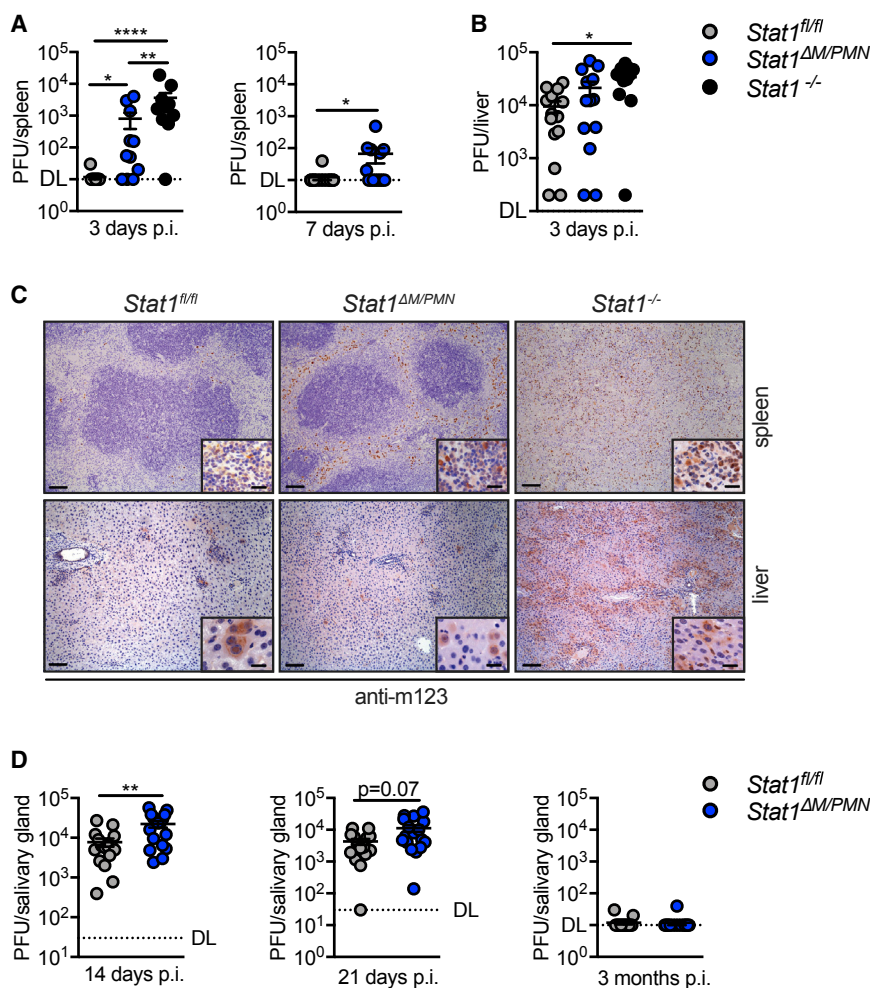 A
B
Stat1fl/fl
Stat1ΔM/PMN
Stat1 -/-
PFU/spleen
10⁵
10⁴
10³
10²
DL
10⁰
****
**
*
3 days p.i.
PFU/spleen
10⁵
10⁴
10³
10²
DL
10⁰
*
7 days p.i.
PFU/liver
10⁵
10⁴
10³
DL
*
3 days p.i.
C
Stat1fl/fl
Stat1ΔM/PMN
Stat1-/-
spleen
liver
anti-m123
D
Stat1fl/fl
Stat1ΔM/PMN
PFU/salivary gland
10⁵
10⁴
10³
10²
10¹
**
DL
14 days p.i.
PFU/salivary gland
10⁵
10⁴
10³
10²
10¹
10⁰
p=0.07
DL
21 days p.i.
PFU/salivary gland
10⁵
10⁴
10³
10²
DL
10⁰
3 months p.i.